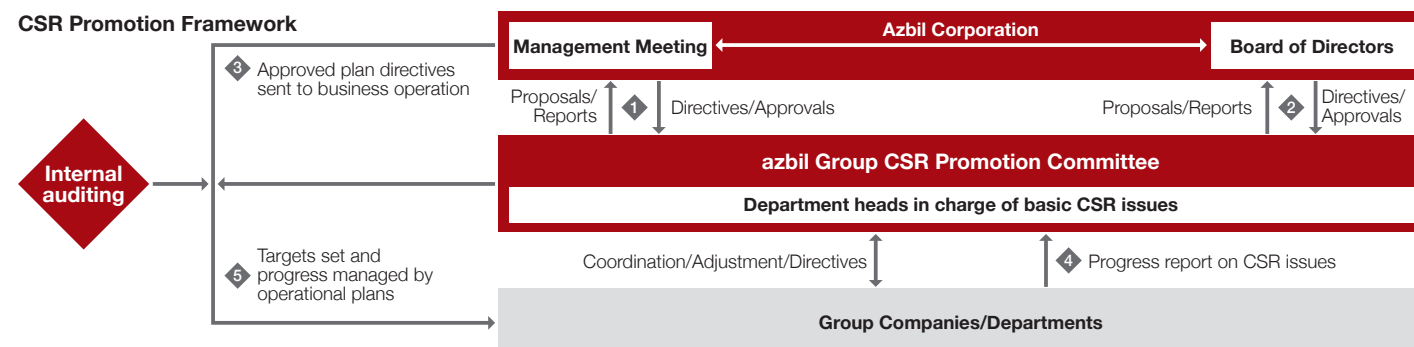 CSR Promotion Framework
Azbil Corporation
Management Meeting
Board of Directors
3 Approved plan directives
sent to business operation
Proposals/
Reports
1
Directives/Approvals
Proposals/Reports
2
Directives/
Approvals
Internal
auditing
azbil Group CSR Promotion Committee
Department heads in charge of basic CSR issues
5 Targets set and
progress managed by
operational plans
Coordination/Adjustment/Directives
4 Progress report on CSR issues
Group Companies/Departments